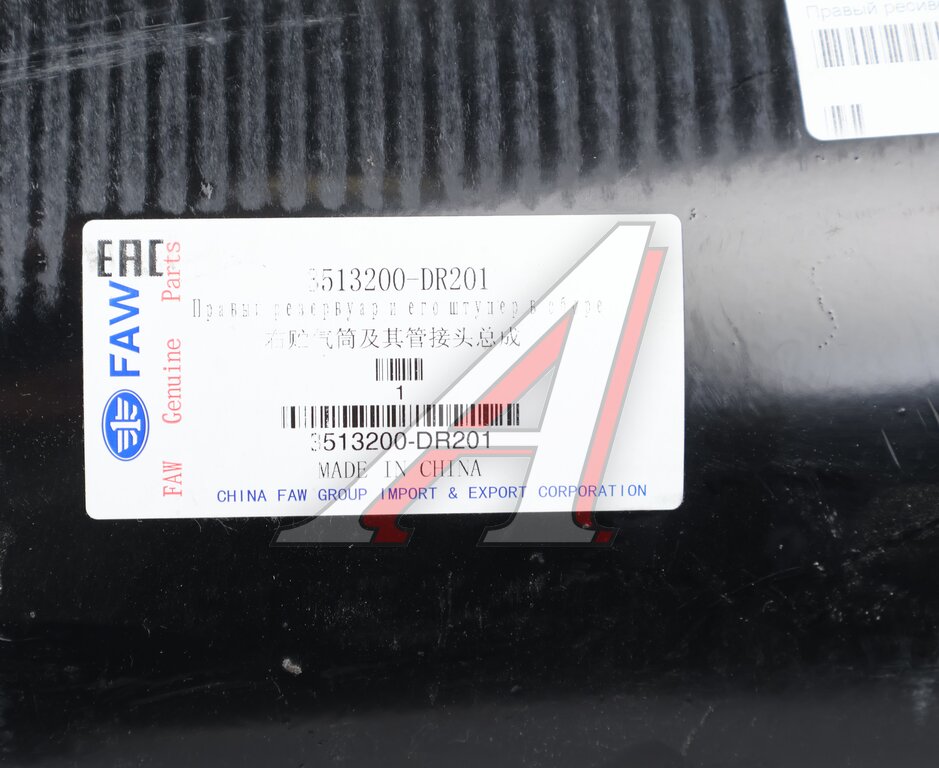 Правый ресив
EAC
FAW
FAW Genuine Parts
3513200-DR201
Правый резервуар и его штуцер в сборе
右贮气筒及其管接头总成
1
3513200-DR201
MADE IN CHINA
CHINA FAW GROUP IMPORT & EXPORT CORPORATION